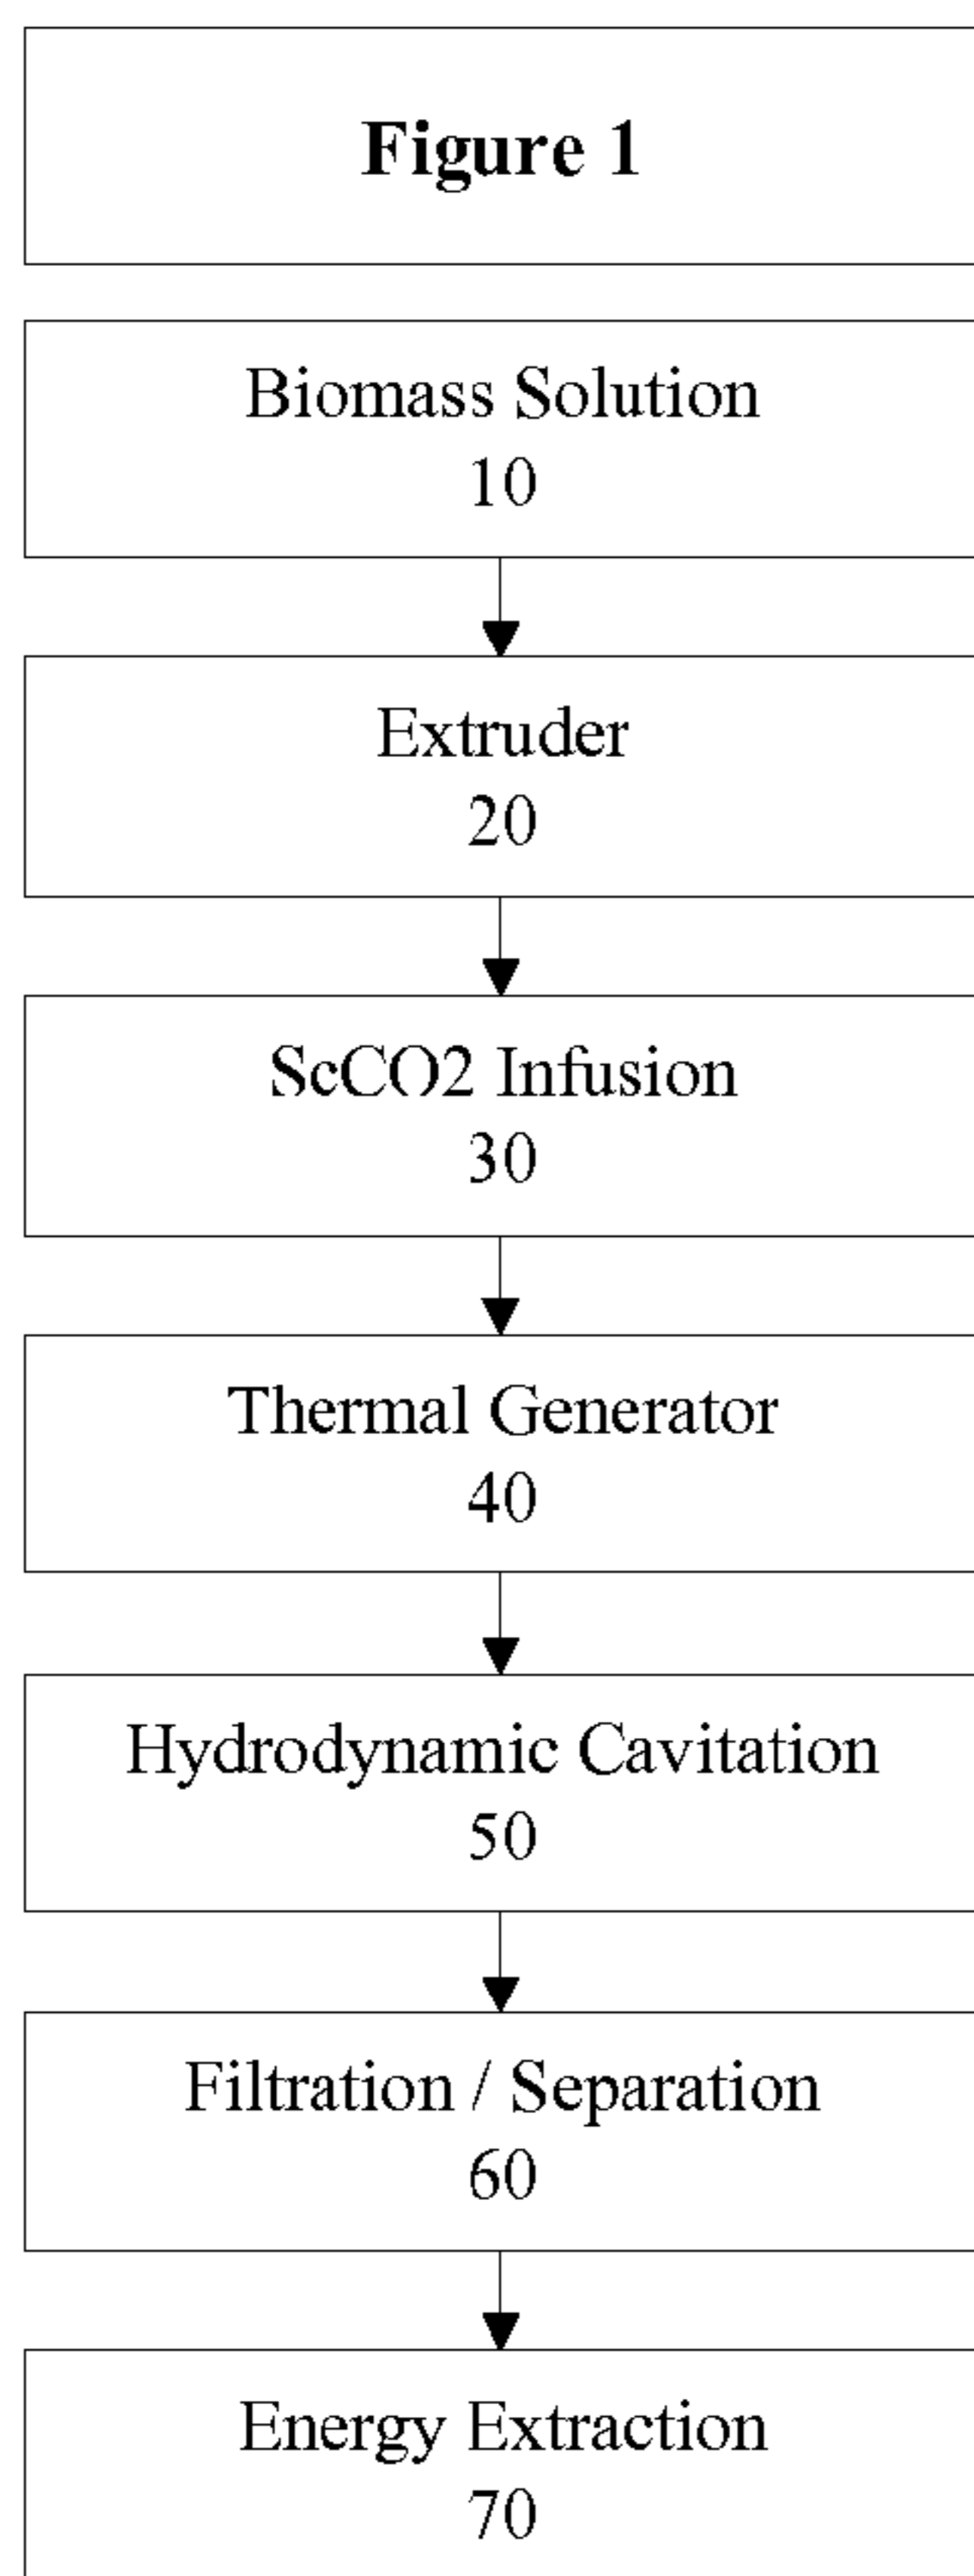 Figure 1
Biomass Solution
10
Extruder
20
ScCO2 Infusion
30
Thermal Generator
40
Hydrodynamic Cavitation
50
Filtration / Separation
60
Energy Extraction
70